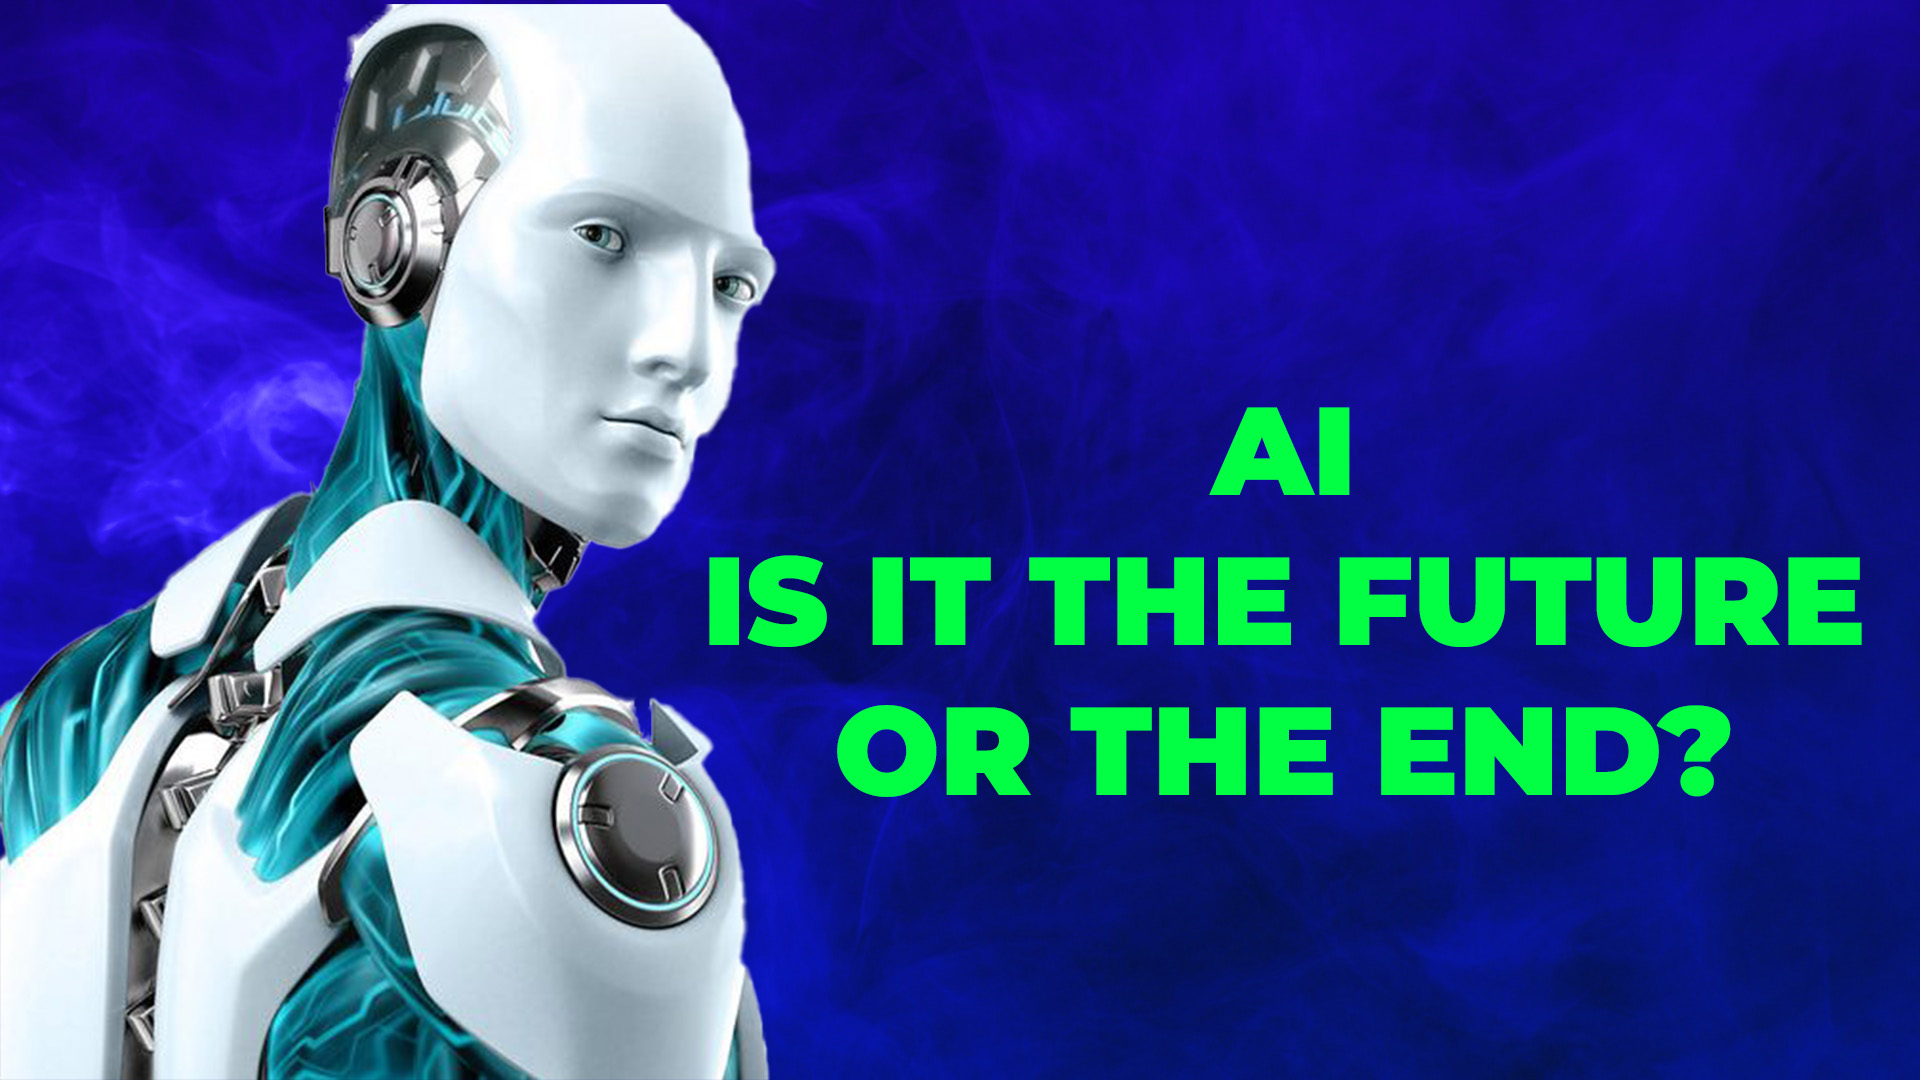 AI
IS IT THE FUTURE
OR THE END?